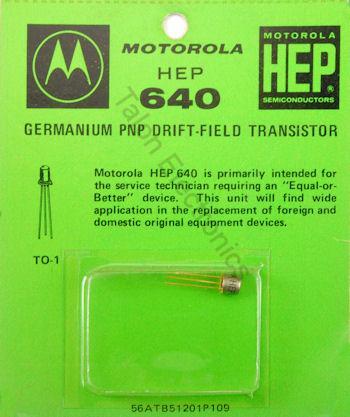 MOTOROLA
HEP
640
MOTOROLA
HEP
SEMICONDUCTORS
GERMANIUM PNP DRIFT-FIELD TRANSISTOR
Motorola HEP 640 is primarily intended for
the service technician requiring an "Equal-or-
Better" device. This unit will find wide
application in the replacement of foreign and
domestic original equipment devices.
TO-1
56ATB51201P109
Talon Electronics